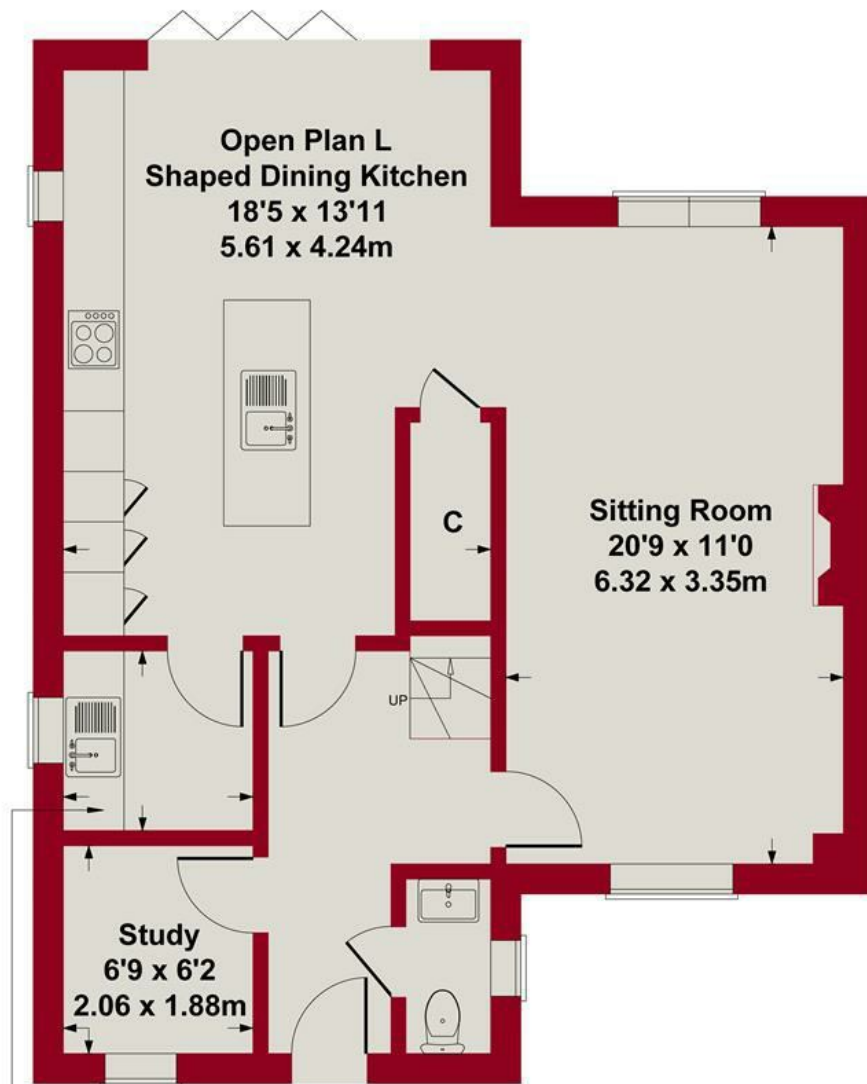 Open Plan L
Shaped Dining Kitchen
18'5 x 13'11
5.61 x 4.24m
C
Sitting Room
20'9 x 11'0
6.32 x 3.35m
UP
Study
6'9 x 6'2
2.06 x 1.88m